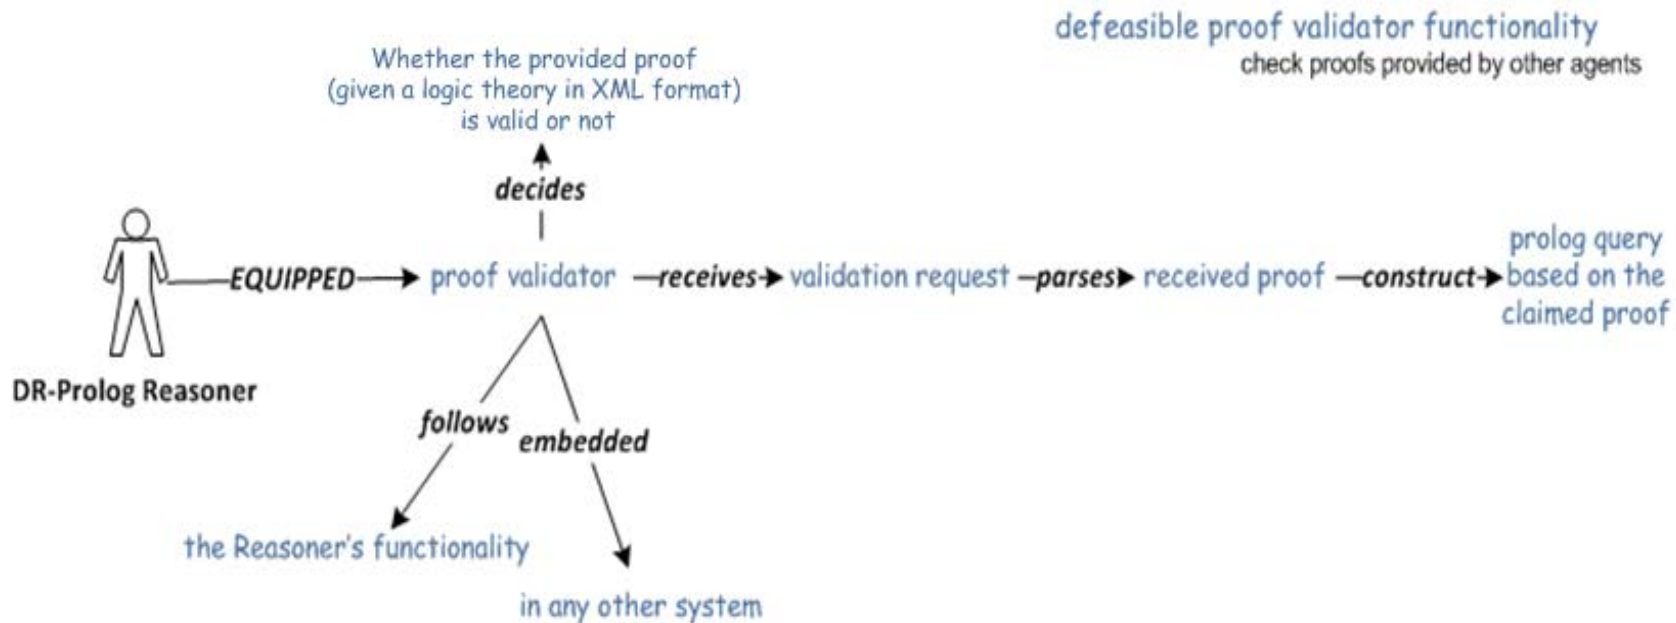 defeasible proof validator functionality
check proofs provided by other agents
Whether the provided proof
(given a logic theory in XML format)
is valid or not
decides
DR-Prolog Reasoner
EQUIPPED
proof validator
receives
validation request
parses
received proof
construct
prolog query
based on the
claimed proof
follows
embedded
the Reasoner's functionality
in any other system